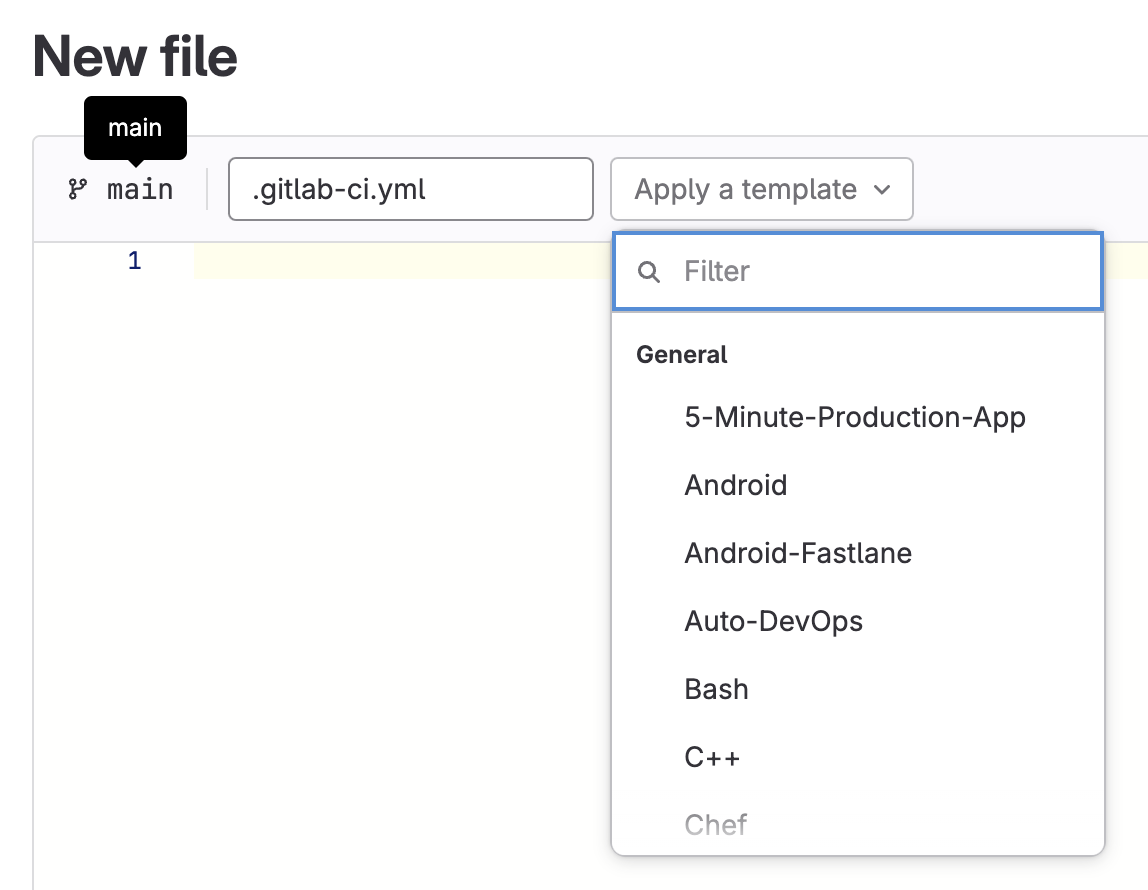 New file
main
main
.gitlab-ci.yml
Apply a template
1
Filter
General
5-Minute-Production-App
Android
Android-Fastlane
Auto-DevOps
Bash
C++
Chef